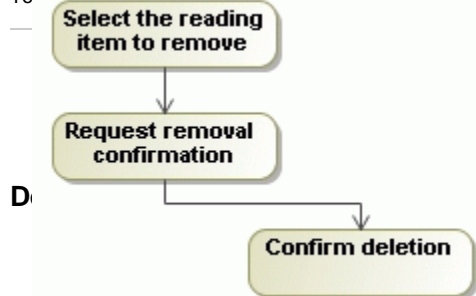 Select the reading
item to remove
Request removal
confirmation
Confirm deletion